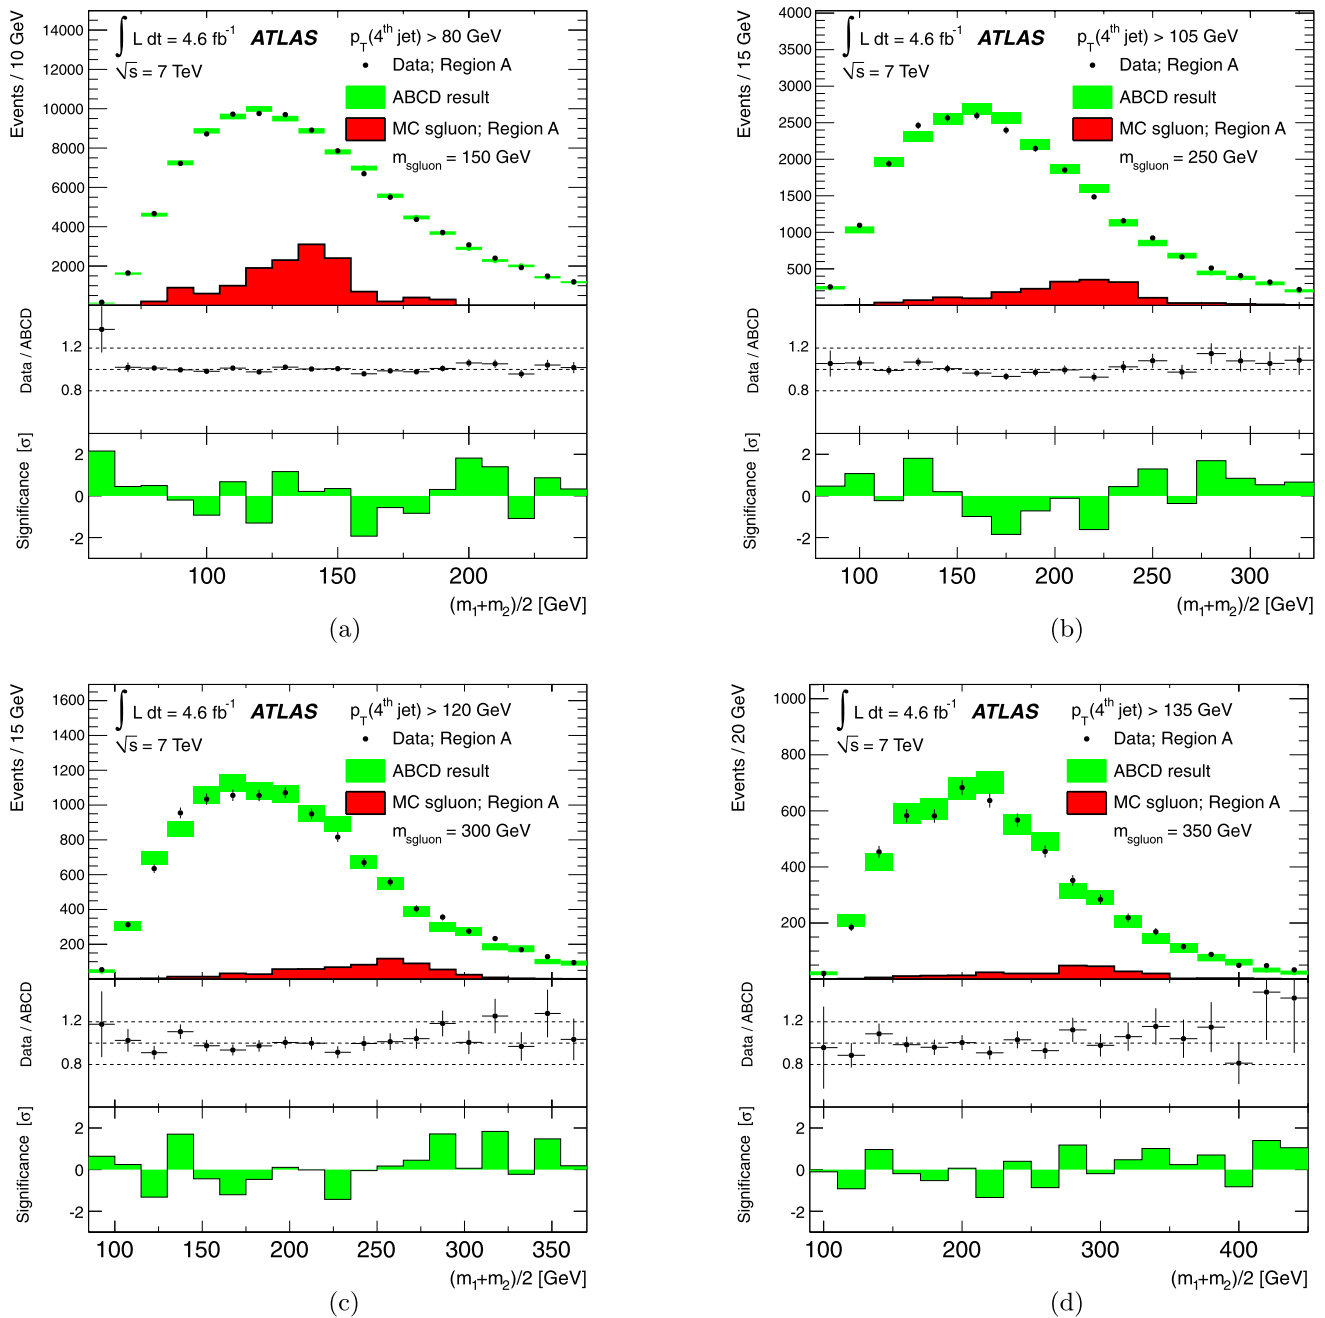 Events / 10 GeV
14000
12000
10000
8000
6000
4000
2000
∫ L dt = 4.6 fb⁻¹ ATLAS
√s = 7 TeV
p_T(4th jet) > 80 GeV
Data; Region A
ABCD result
MC sgluon; Region A
m_sgluon = 150 GeV
Data / ABCD
1.2
0.8
Significance [σ]
2
0
-2
100 150 200
(m₁+m₂)/2 [GeV]
(a)
Events / 15 GeV
4000
3500
3000
2500
2000
1500
1000
500
∫ L dt = 4.6 fb⁻¹ ATLAS
√s = 7 TeV
p_T(4th jet) > 105 GeV
Data; Region A
ABCD result
MC sgluon; Region A
m_sgluon = 250 GeV
Data / ABCD
1.2
0.8
Significance [σ]
2
0
-2
100 150 200 250 300
(m₁+m₂)/2 [GeV]
(b)
Events / 15 GeV
1600
1400
1200
1000
800
600
400
200
∫ L dt = 4.6 fb⁻¹ ATLAS
√s = 7 TeV
p_T(4th jet) > 120 GeV
Data; Region A
ABCD result
MC sgluon; Region A
m_sgluon = 300 GeV
Data / ABCD
1.2
0.8
Significance [σ]
2
0
-2
100 150 200 250 300 350
(m₁+m₂)/2 [GeV]
(c)
Events / 20 GeV
1000
800
600
400
200
∫ L dt = 4.6 fb⁻¹ ATLAS
√s = 7 TeV
p_T(4th jet) > 135 GeV
Data; Region A
ABCD result
MC sgluon; Region A
m_sgluon = 350 GeV
Data / ABCD
1.2
0.8
Significance [σ]
2
0
-2
100 200 300 400
(m₁+m₂)/2 [GeV]
(d)